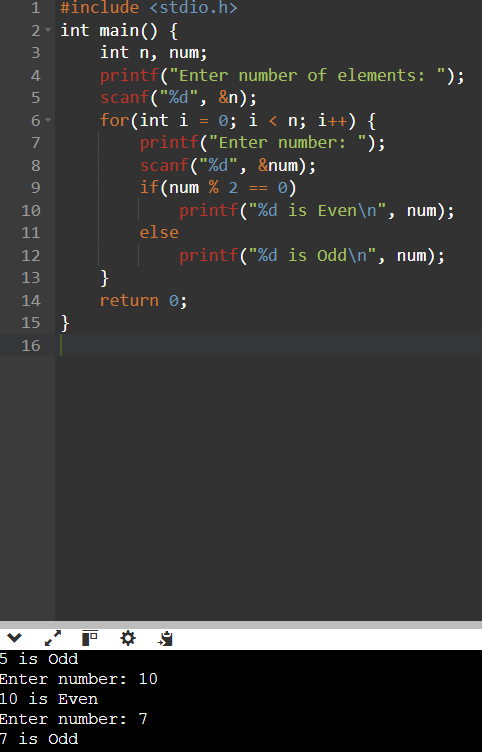 1 #include <stdio.h>
2 int main() {
3     int n, num;
4     printf("Enter number of elements: ");
5     scanf("%d", &n);
6     for(int i = 0; i < n; i++) {
7         printf("Enter number: ");
8         scanf("%d", &num);
9         if(num % 2 == 0)
10             printf("%d is Even\n", num);
11         else
12             printf("%d is Odd\n", num);
13     }
14     return 0;
15 }
16
5 is Odd
Enter number: 10
10 is Even
Enter number: 7
7 is Odd